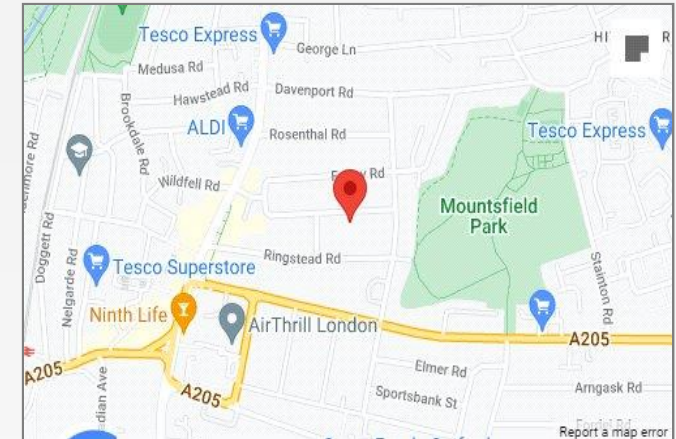 Tesco Express
George Ln
Medusa Rd
Hawstead Rd
Davenport Rd
Brookdale Rd
ALDI
Rosenthal Rd
Tesco Express
Wildfell Rd
Rd
Mountsfield
Park
Doggett Rd
Nelgarde Rd
Ringstead Rd
Tesco Superstore
Stainton Rd
Ninth Life
AirThrill London
A205
A205
A205
Elmer Rd
Sportsbank St
Arngask Rd
Report a map error